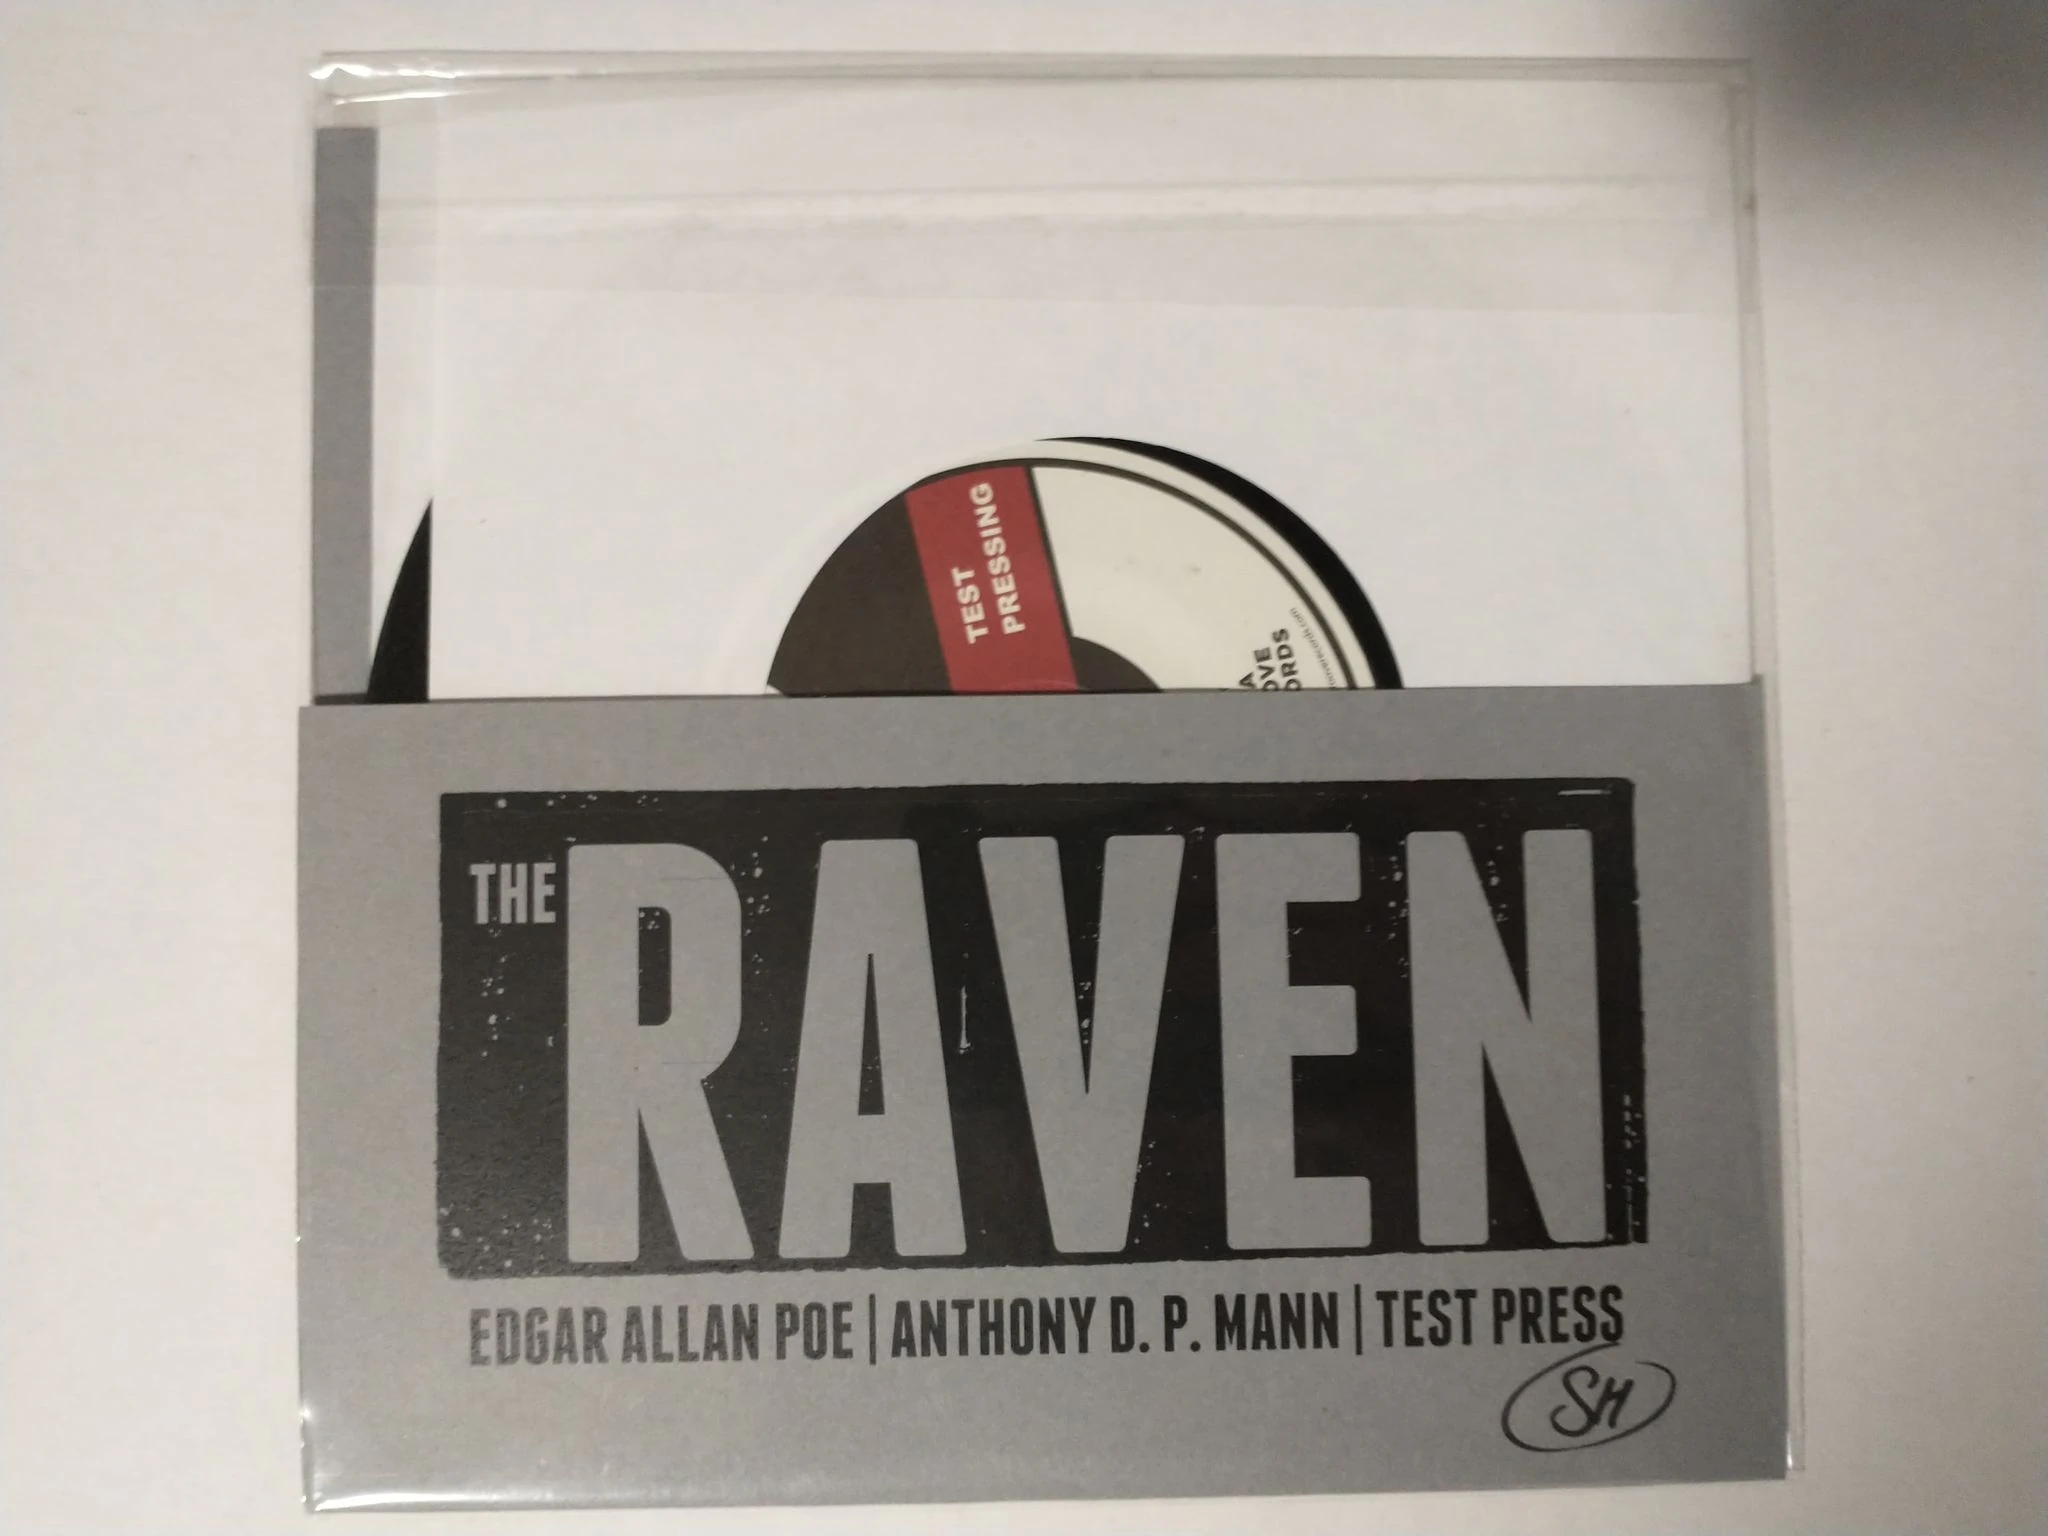 TEST
PRESSING
THE RAVEN
EDGAR ALLAN POE | ANTHONY D. P. MANN | TEST PRESS
SH